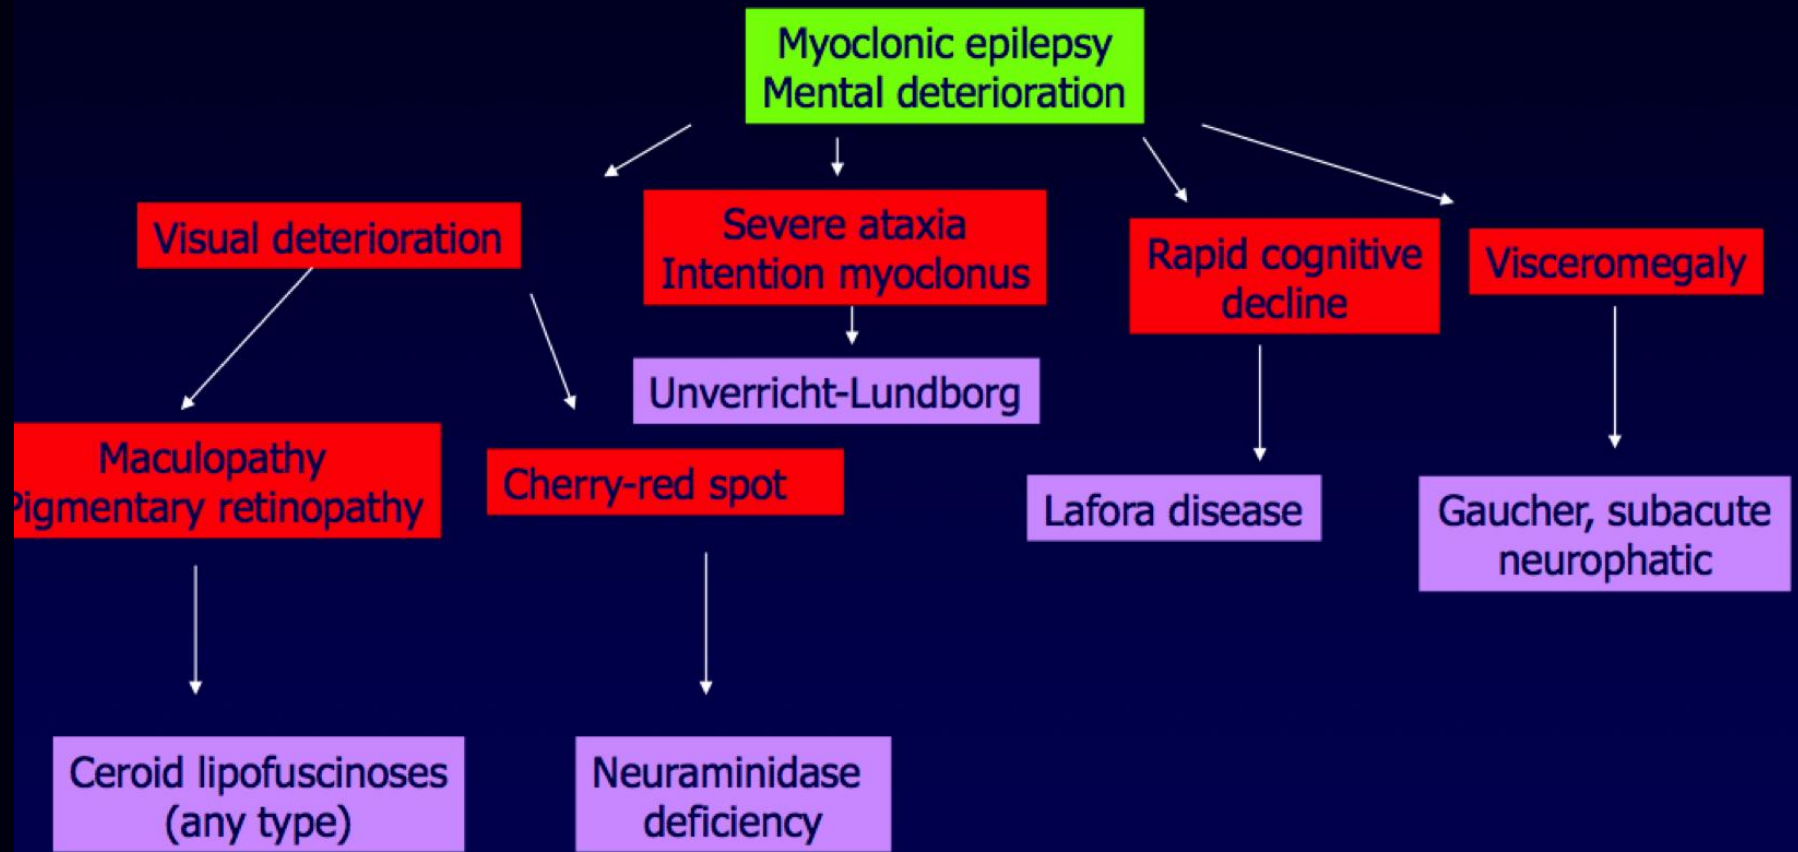 Myoclonic epilepsy
Mental deterioration
Visual deterioration
Severe ataxia
Intention myoclonus
Rapid cognitive
decline
Visceromegaly
Unverricht-Lundborg
Maculopathy
Pigmentary retinopathy
Cherry-red spot
Lafora disease
Gaucher, subacute
neurophatic
Ceroid lipofuscinoses
(any type)
Neuraminidase
deficiency